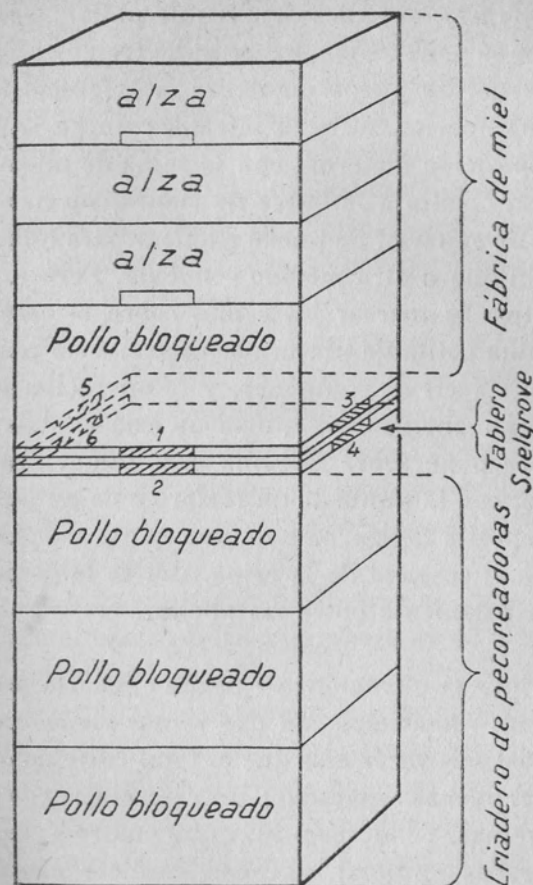 alza
alza
alza
Pollo bloqueado
5
6
1
2
3
4
Pollo bloqueado
Pollo bloqueado
Pollo bloqueado
Fábrica de miel
Tablero
Snelgrove
Criadero de pecoreadoras